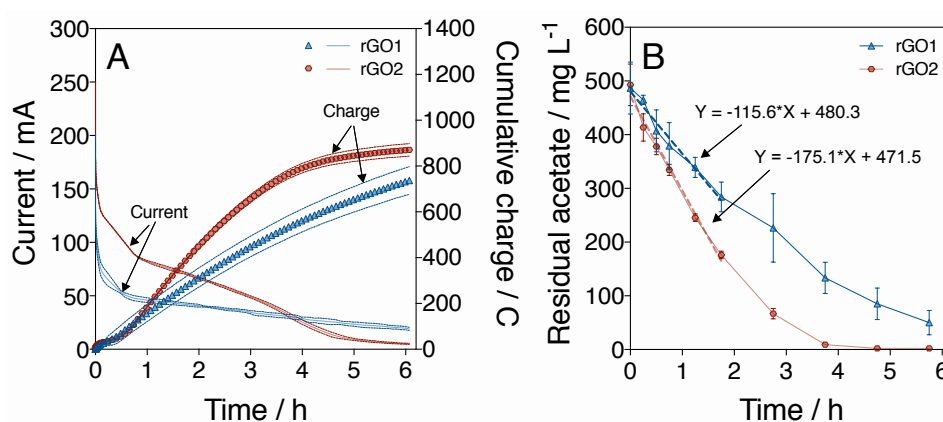 A
rGO1
rGO2
Charge
Current
Current / mA
300
250
200
150
100
50
0
Cumulative charge / C
1400
1200
1000
800
600
400
200
0
0 1 2 3 4 5 6
Time / h
B
rGO1
rGO2
Y = -115.6*X + 480.3
Y = -175.1*X + 471.5
Residual acetate / mg L⁻¹
600
500
400
300
200
100
0
0 1 2 3 4 5 6
Time / h